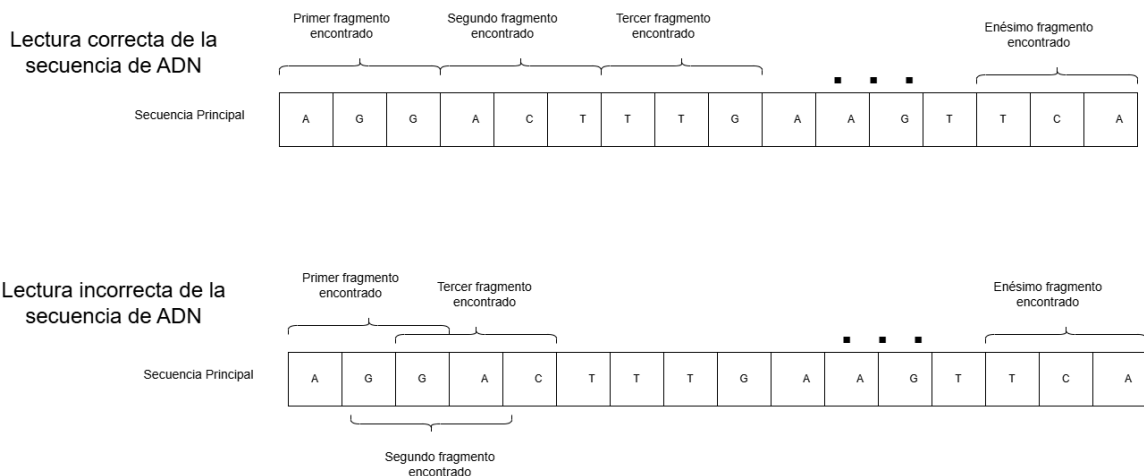 Lectura correcta de la
secuencia de ADN
Primer fragmento
encontrado
Segundo fragmento
encontrado
Tercer fragmento
encontrado
Enésimo fragmento
encontrado
Secuencia Principal
A G G A C T T T G A A G T T C A
Lectura incorrecta de la
secuencia de ADN
Primer fragmento
encontrado
Tercer fragmento
encontrado
Enésimo fragmento
encontrado
Secuencia Principal
A G G A C T T T G A A G T T C A
Segundo fragmento
encontrado